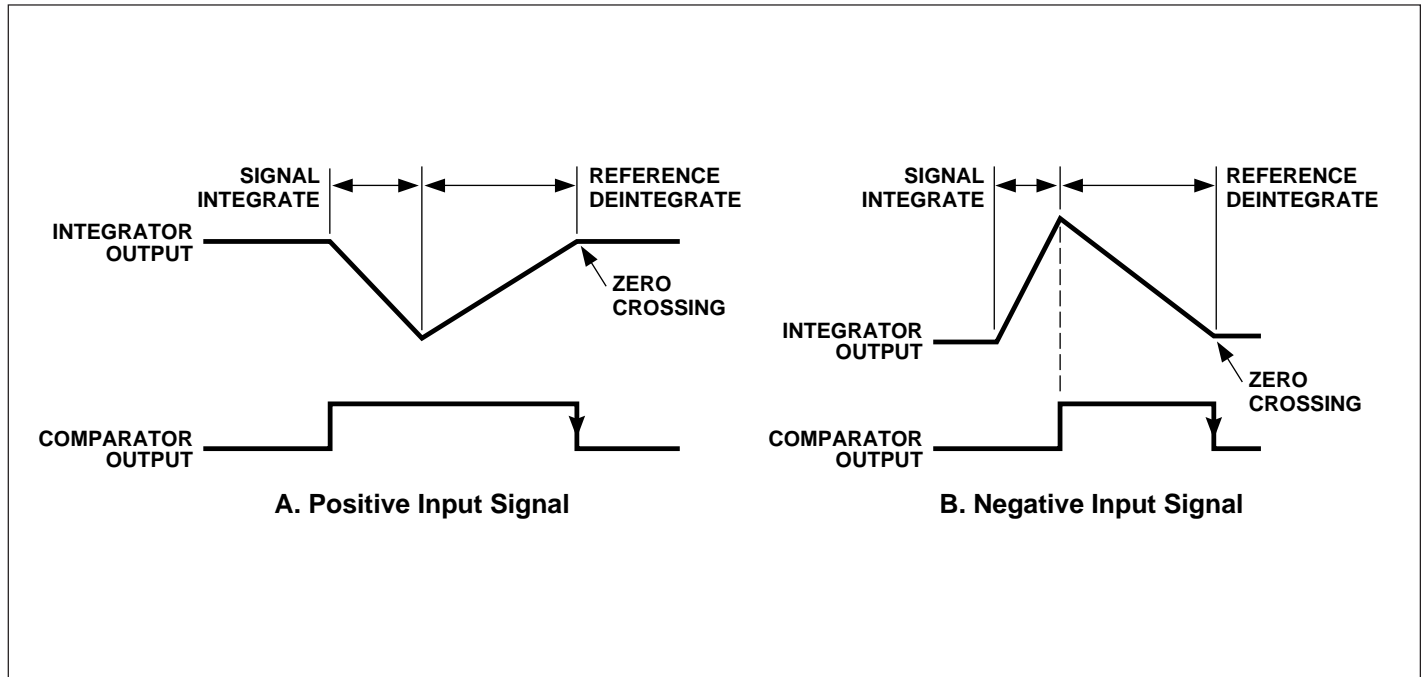 SIGNAL
INTEGRATE
REFERENCE
DEINTEGRATE
INTEGRATOR
OUTPUT
ZERO
CROSSING
COMPARATOR
OUTPUT
A. Positive Input Signal
SIGNAL
INTEGRATE
REFERENCE
DEINTEGRATE
INTEGRATOR
OUTPUT
ZERO
CROSSING
COMPARATOR
OUTPUT
B. Negative Input Signal